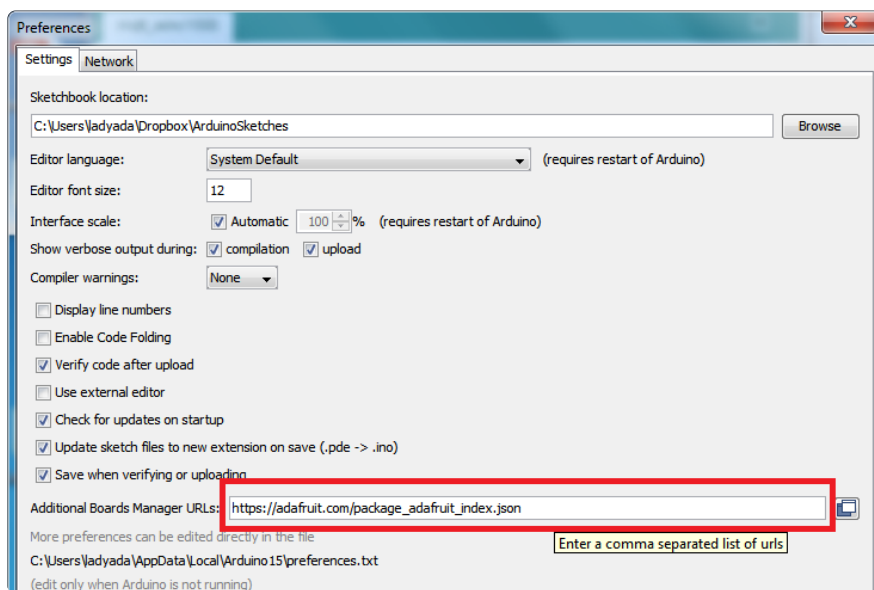 Preferences
Settings Network
Sketchbook location:
C:\Users\ladyada\Dropbox\ArduinoSketches Browse
Editor language: System Default (requires restart of Arduino)
Editor font size: 12
Interface scale: Automatic 100 % (requires restart of Arduino)
Show verbose output during: compilation upload
Compiler warnings: None
Display line numbers
Enable Code Folding
Verify code after upload
Use external editor
Check for updates on startup
Update sketch files to new extension on save (.pde -> .ino)
Save when verifying or uploading
Additional Boards Manager URLs: https://adafruit.com/package_adafruit_index.json
More preferences can be edited directly in the file
Enter a comma separated list of urls
C:\Users\ladyada\AppData\Local\Arduino15\preferences.txt
(edit only when Arduino is not running)